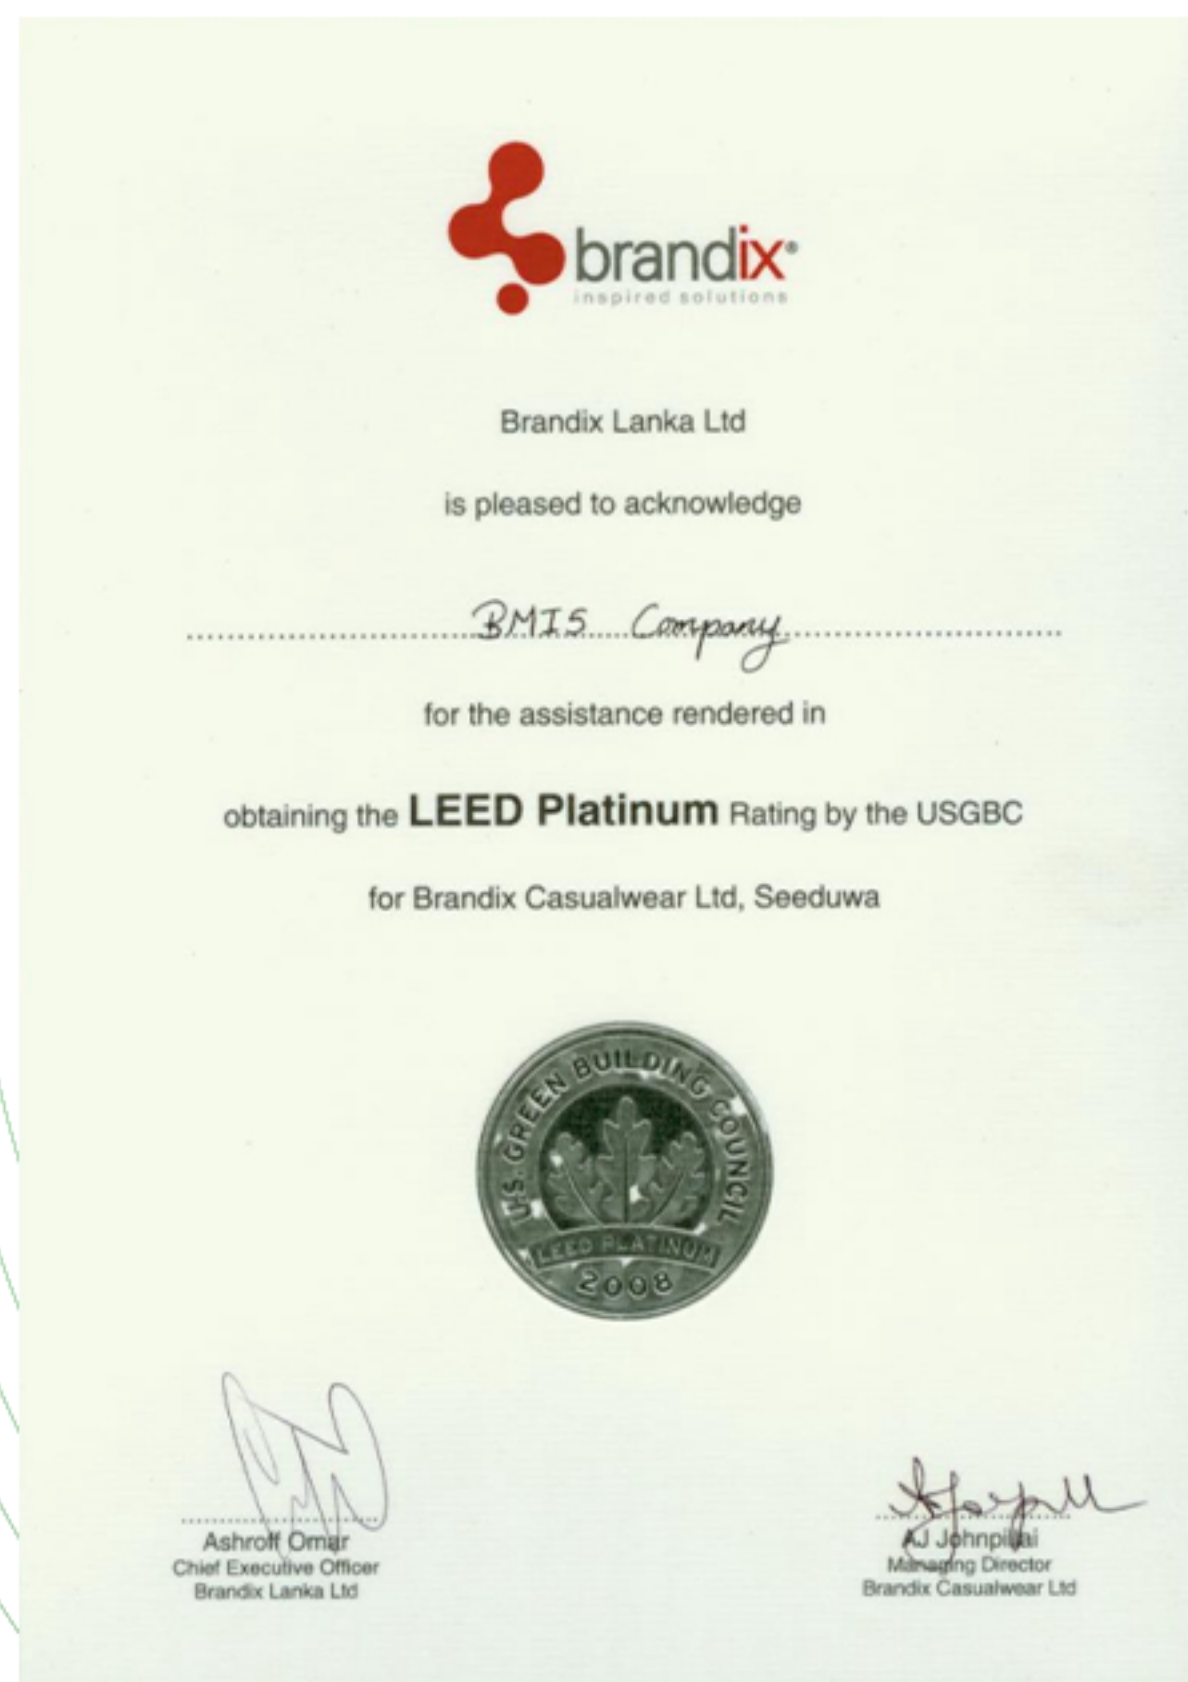 brandix®
inspired solutions
Brandix Lanka Ltd
is pleased to acknowledge
BMIS Company
for the assistance rendered in
obtaining the LEED Platinum Rating by the USGBC
for Brandix Casualwear Ltd, Seeduwa
U.S. GREEN BUILDING COUNCIL
LEED PLATINUM
2008
Ashroff Omar
Chief Executive Officer
Brandix Lanka Ltd
AJ Johnpillai
Managing Director
Brandix Casualwear Ltd